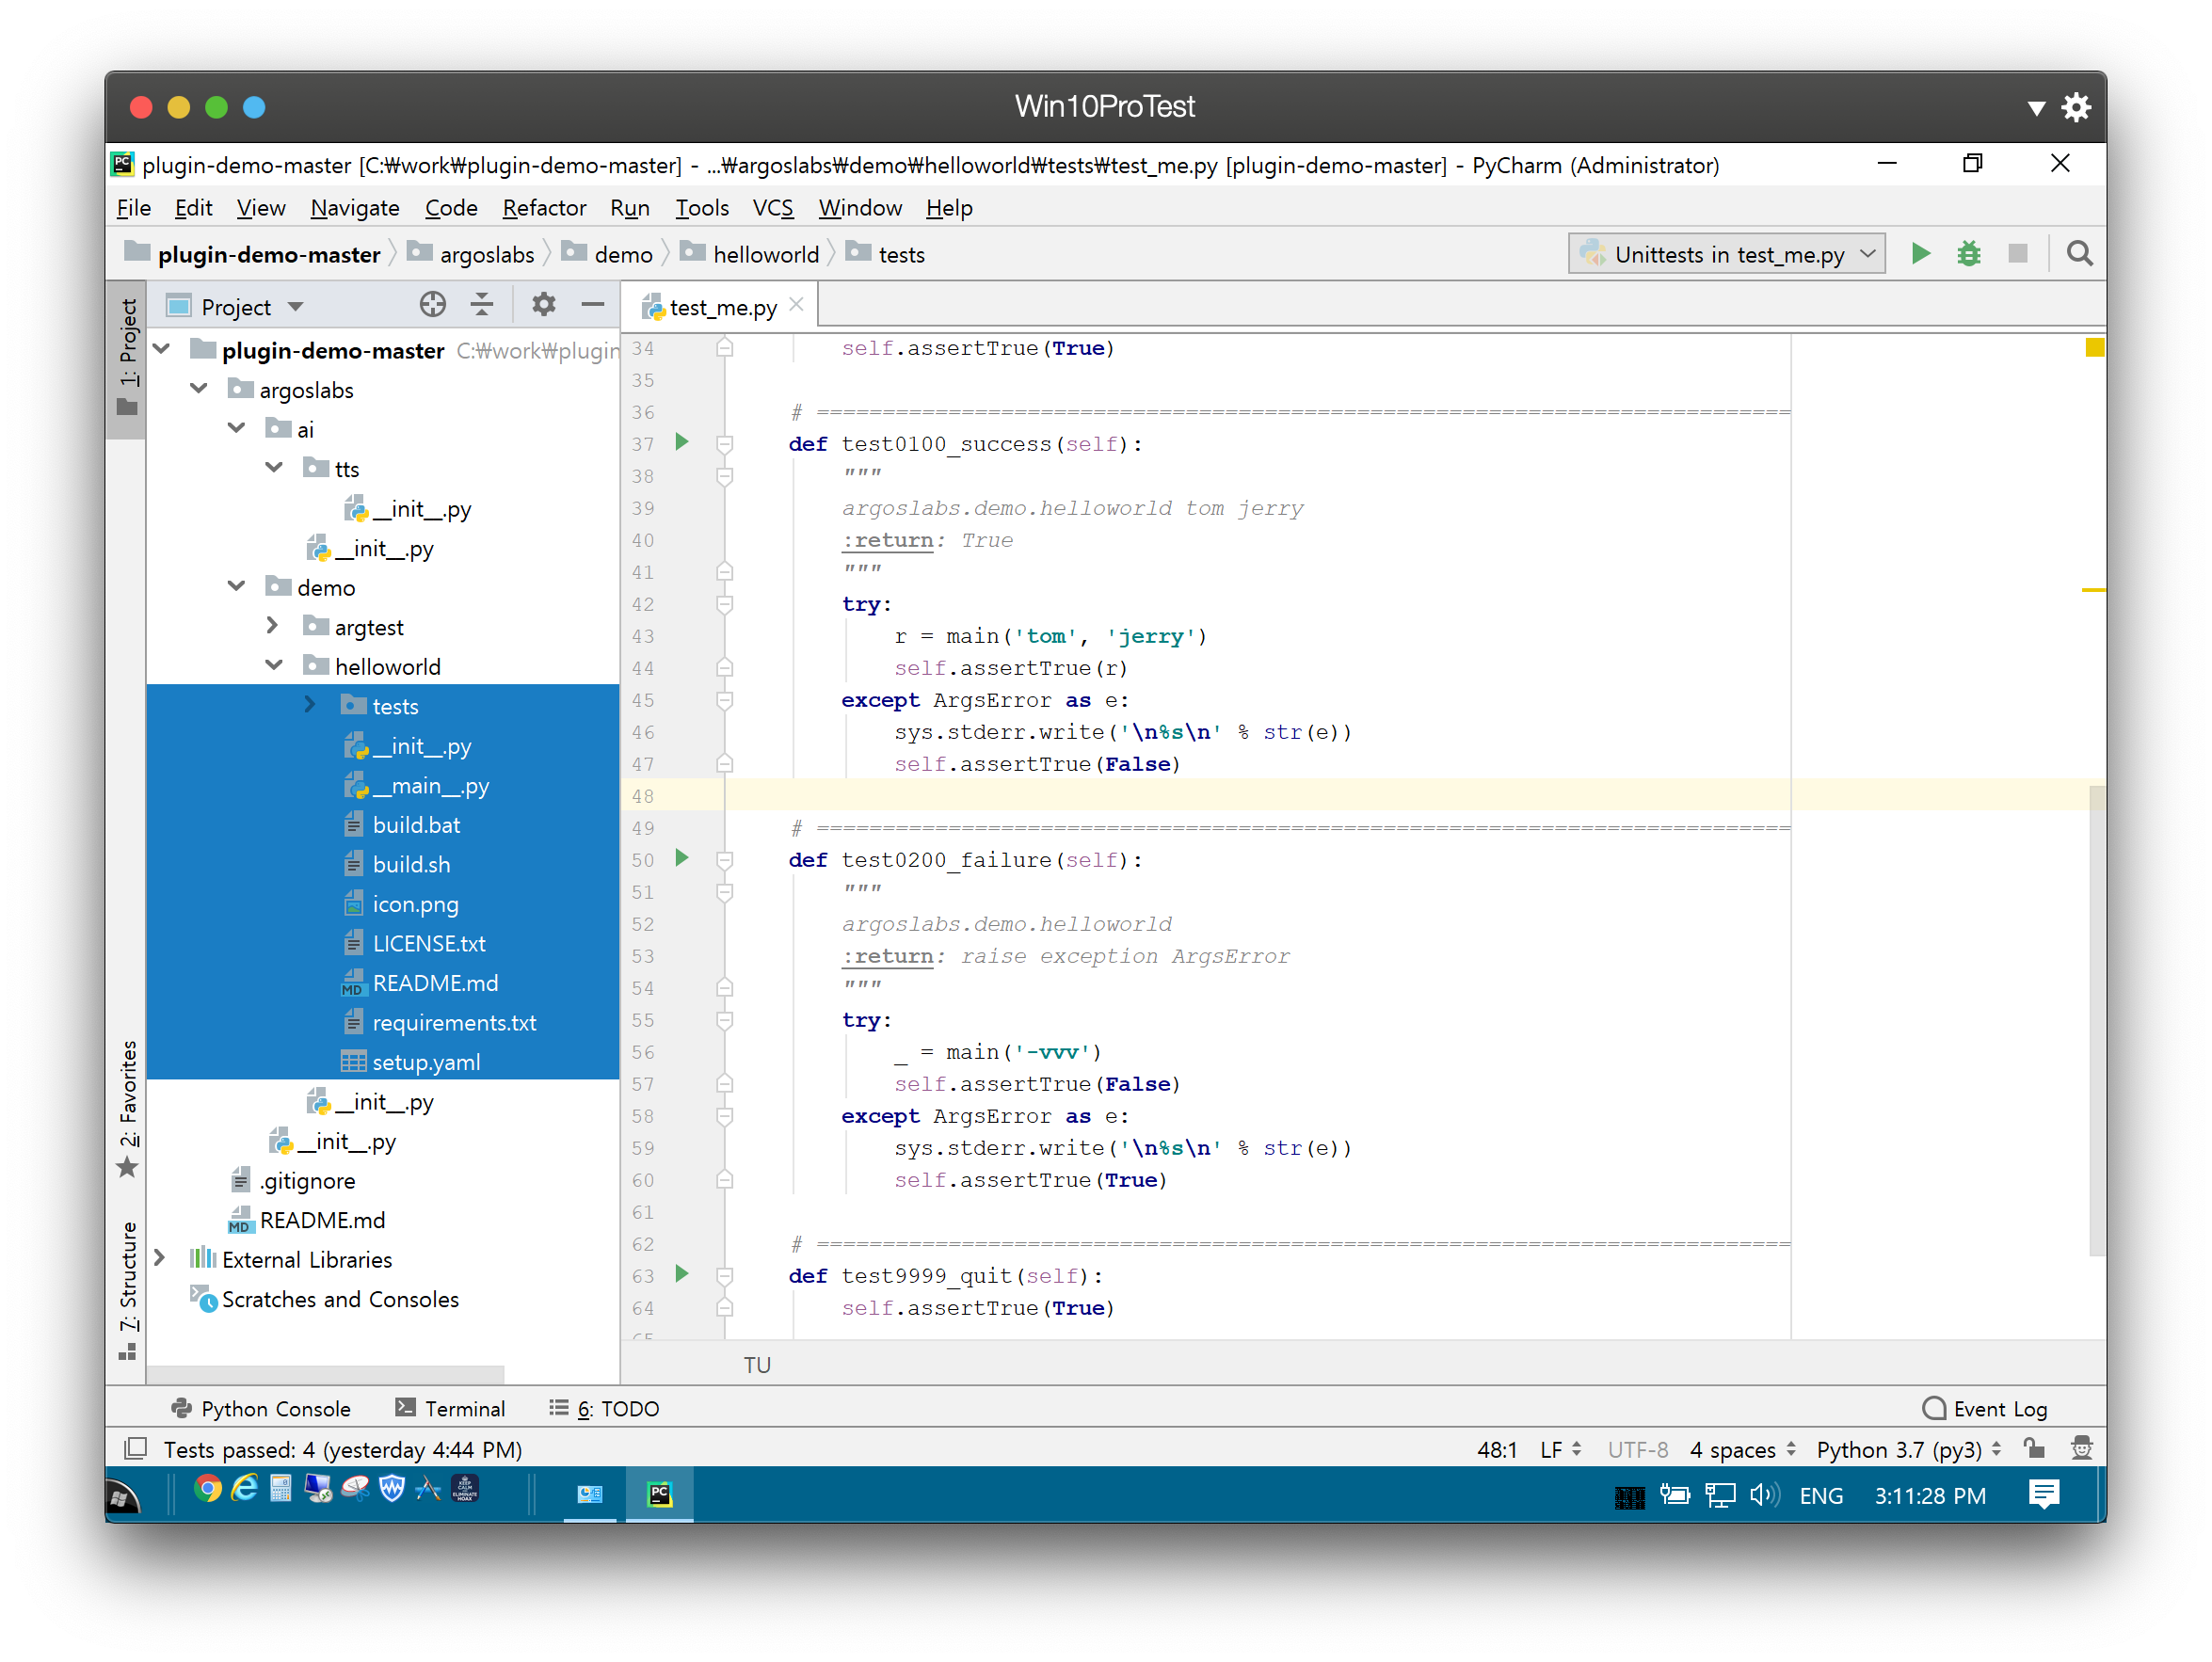 Win10ProTest
plugin-demo-master [C:₩work₩plugin-demo-master] - ...₩argoslabs₩demo₩helloworld₩tests₩test_me.py [plugin-demo-master] - PyCharm (Administrator)
File Edit View Navigate Code Refactor Run Tools VCS Window Help
plugin-demo-master argoslabs demo helloworld tests
Unittests in test_me.py
1: Project
2: Favorites
7: Structure
Project
plugin-demo-master C:₩work₩plugin
argoslabs
ai
tts
__init__.py
__init__.py
demo
argtest
helloworld
tests
__init__.py
__main__.py
build.bat
build.sh
icon.png
LICENSE.txt
README.md
requirements.txt
setup.yaml
__init__.py
__init__.py
.gitignore
README.md
External Libraries
Scratches and Consoles
test_me.py
34 self.assertTrue(True)
35
36 # ==========================================================================
37 def test0100_success(self):
38 """
39 argoslabs.demo.helloworld tom jerry
40 :return: True
41 """
42 try:
43 r = main('tom', 'jerry')
44 self.assertTrue(r)
45 except ArgsError as e:
46 sys.stderr.write('\n%s\n' % str(e))
47 self.assertTrue(False)
48
49 # ==========================================================================
50 def test0200_failure(self):
51 """
52 argoslabs.demo.helloworld
53 :return: raise exception ArgsError
54 """
55 try:
56 _ = main('-vvv')
57 self.assertTrue(False)
58 except ArgsError as e:
59 sys.stderr.write('\n%s\n' % str(e))
60 self.assertTrue(True)
61
62 # ==========================================================================
63 def test9999_quit(self):
64 self.assertTrue(True)
65
TU
Python Console Terminal 6: TODO Event Log
Tests passed: 4 (yesterday 4:44 PM) 48:1 LF UTF-8 4 spaces Python 3.7 (py3)
ENG 3:11:28 PM